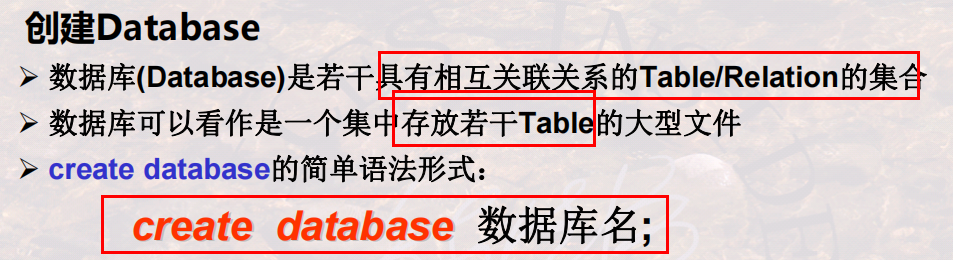 创建Database
➢ 数据库(Database)是若干具有相互关联关系的Table/Relation的集合
➢ 数据库可以看作是一个集中存放若干Table的大型文件
➢ create database的简单语法形式：
create database 数据库名;